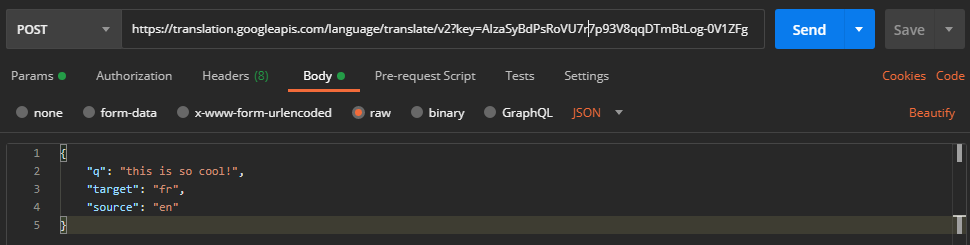 POST
https://translation.googleapis.com/language/translate/v2?key=AIzaSyBdPsRoVU7r7p93V8qqDTmBtLog-0V1ZFg
Send
Save
Params Authorization Headers (8) Body Pre-request Script Tests Settings Cookies Code
none form-data x-www-form-urlencoded raw binary GraphQL JSON Beautify
1 {
2 "q": "this is so cool!",
3 "target": "fr",
4 "source": "en"
5 }